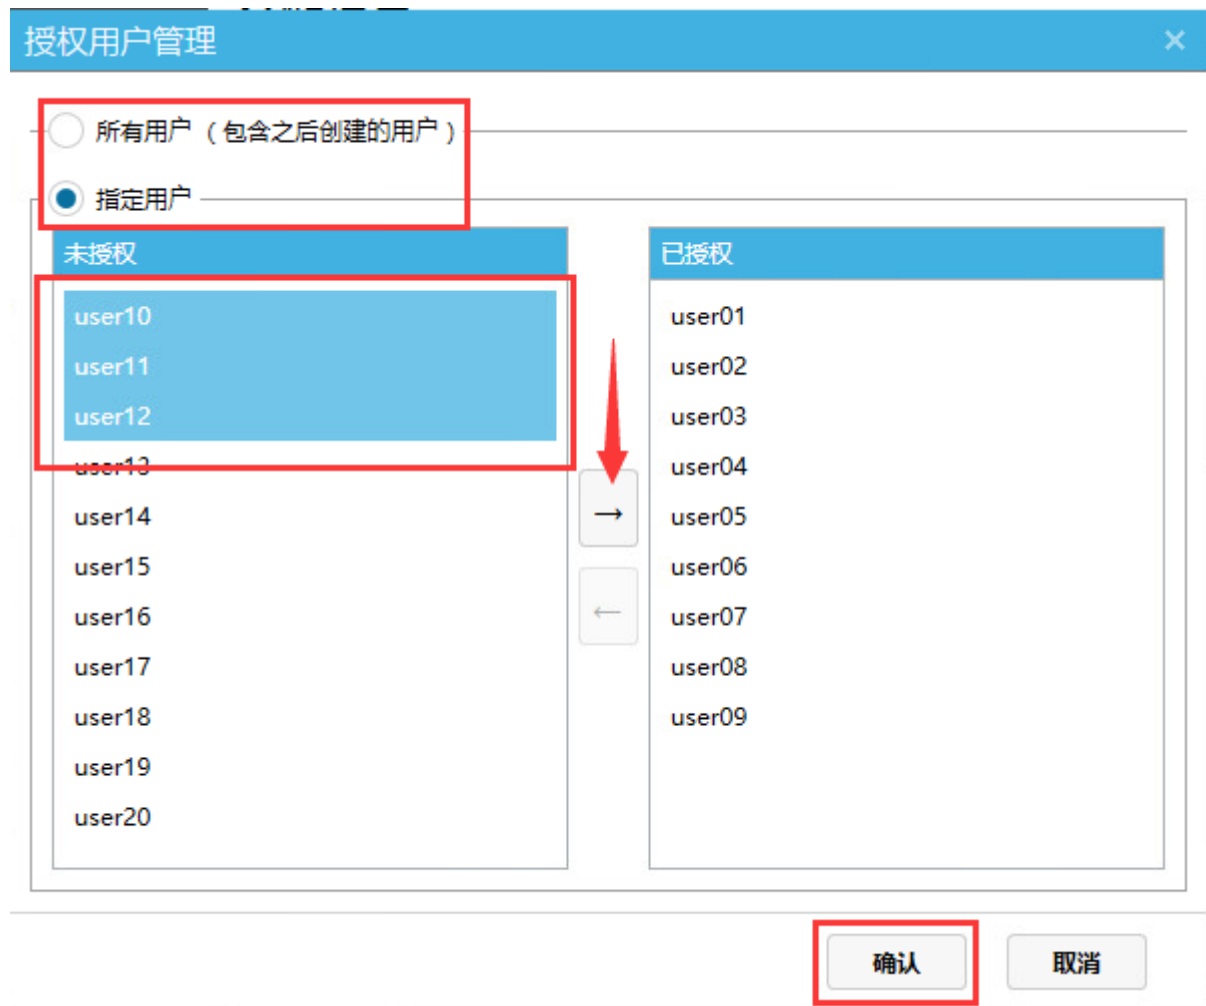 授权用户管理
所有用户（包含之后创建的用户）
指定用户
未授权
user10
user11
user12
user13
user14
user15
user16
user17
user18
user19
user20
→
←
已授权
user01
user02
user03
user04
user05
user06
user07
user08
user09
确认
取消